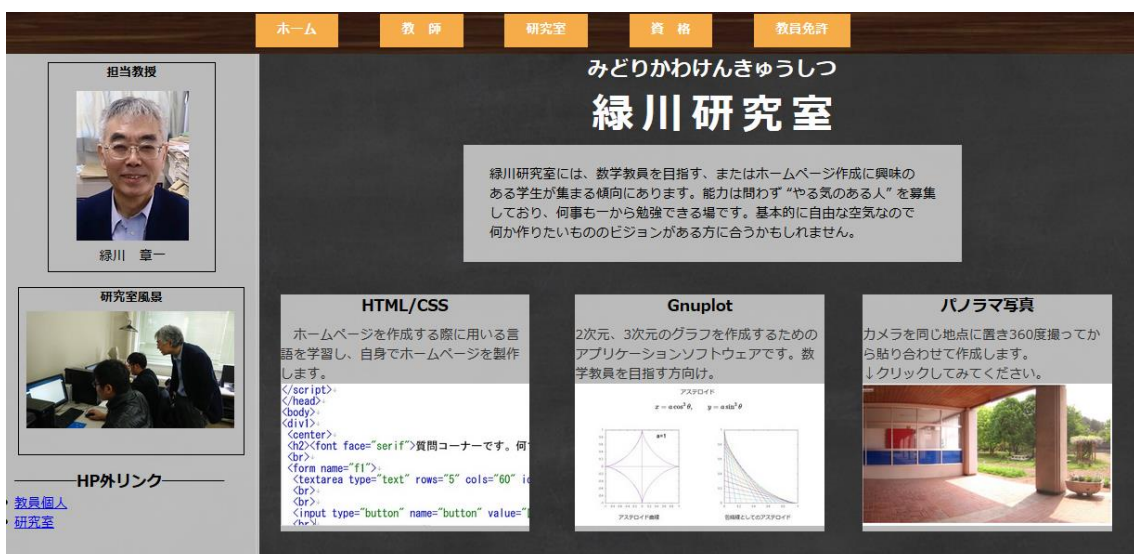 ホーム
教 師
研究室
資 格
教員免許
担当教授
緑川 章一
研究室風景
HP外リンク
教員個人
研究室
みどりかわけんきゅうしつ
緑川研究室
緑川研究室には、数学教員を目指す、またはホームページ作成に興味の
ある学生が集まる傾向にあります。能力は問わず “やる気のある人” を募集
しており、何事も一から勉強できる場です。基本的に自由な空気なので
何か作りたいもののビジョンがある方に合うかもしれません。
HTML/CSS
ホームページを作成する際に用いる言
語を学習し、自身でホームページを製作
します。
</script>
</head>
<body>
<div1>
<center>
<h2><font face="serif">質問コーナーです。何
<br>
<form name="f1">
<textarea type="text" rows="5" cols="60"
<br>
<br>
<input type="button" name="button" value="
<br>
Gnuplot
2次元、3次元のグラフを作成するための
アプリケーションソフトウェアです。数
学教員を目指す方向け。
アステロイド
x = a cos³ θ, y = a sin³ θ
a=1
アステロイド曲線
包絡線としてのアステロイド
パノラマ写真
カメラを同じ地点に置き360度撮ってか
ら貼り合わせて作成します。
↓クリックしてみてください。